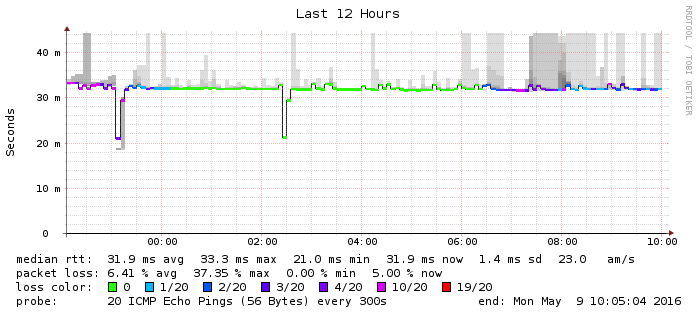 Last 12 Hours
RRDTOOL / TOBI OETIKER
Seconds
40 m
30 m
20 m
10 m
0
00:00 02:00 04:00 06:00 08:00 10:00
median rtt: 31.9 ms avg 33.3 ms max 21.0 ms min 31.9 ms now 1.4 ms sd 23.0 am/s
packet loss: 6.41 % avg 37.35 % max 0.00 % min 5.00 % now
loss color: 0 1/20 2/20 3/20 4/20 10/20 19/20
probe: 20 ICMP Echo Pings (56 Bytes) every 300s end: Mon May 9 10:05:04 2016